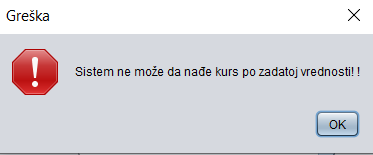 Greška
Sistem ne može da nađe kurs po zadatoj vrednosti! !
OK